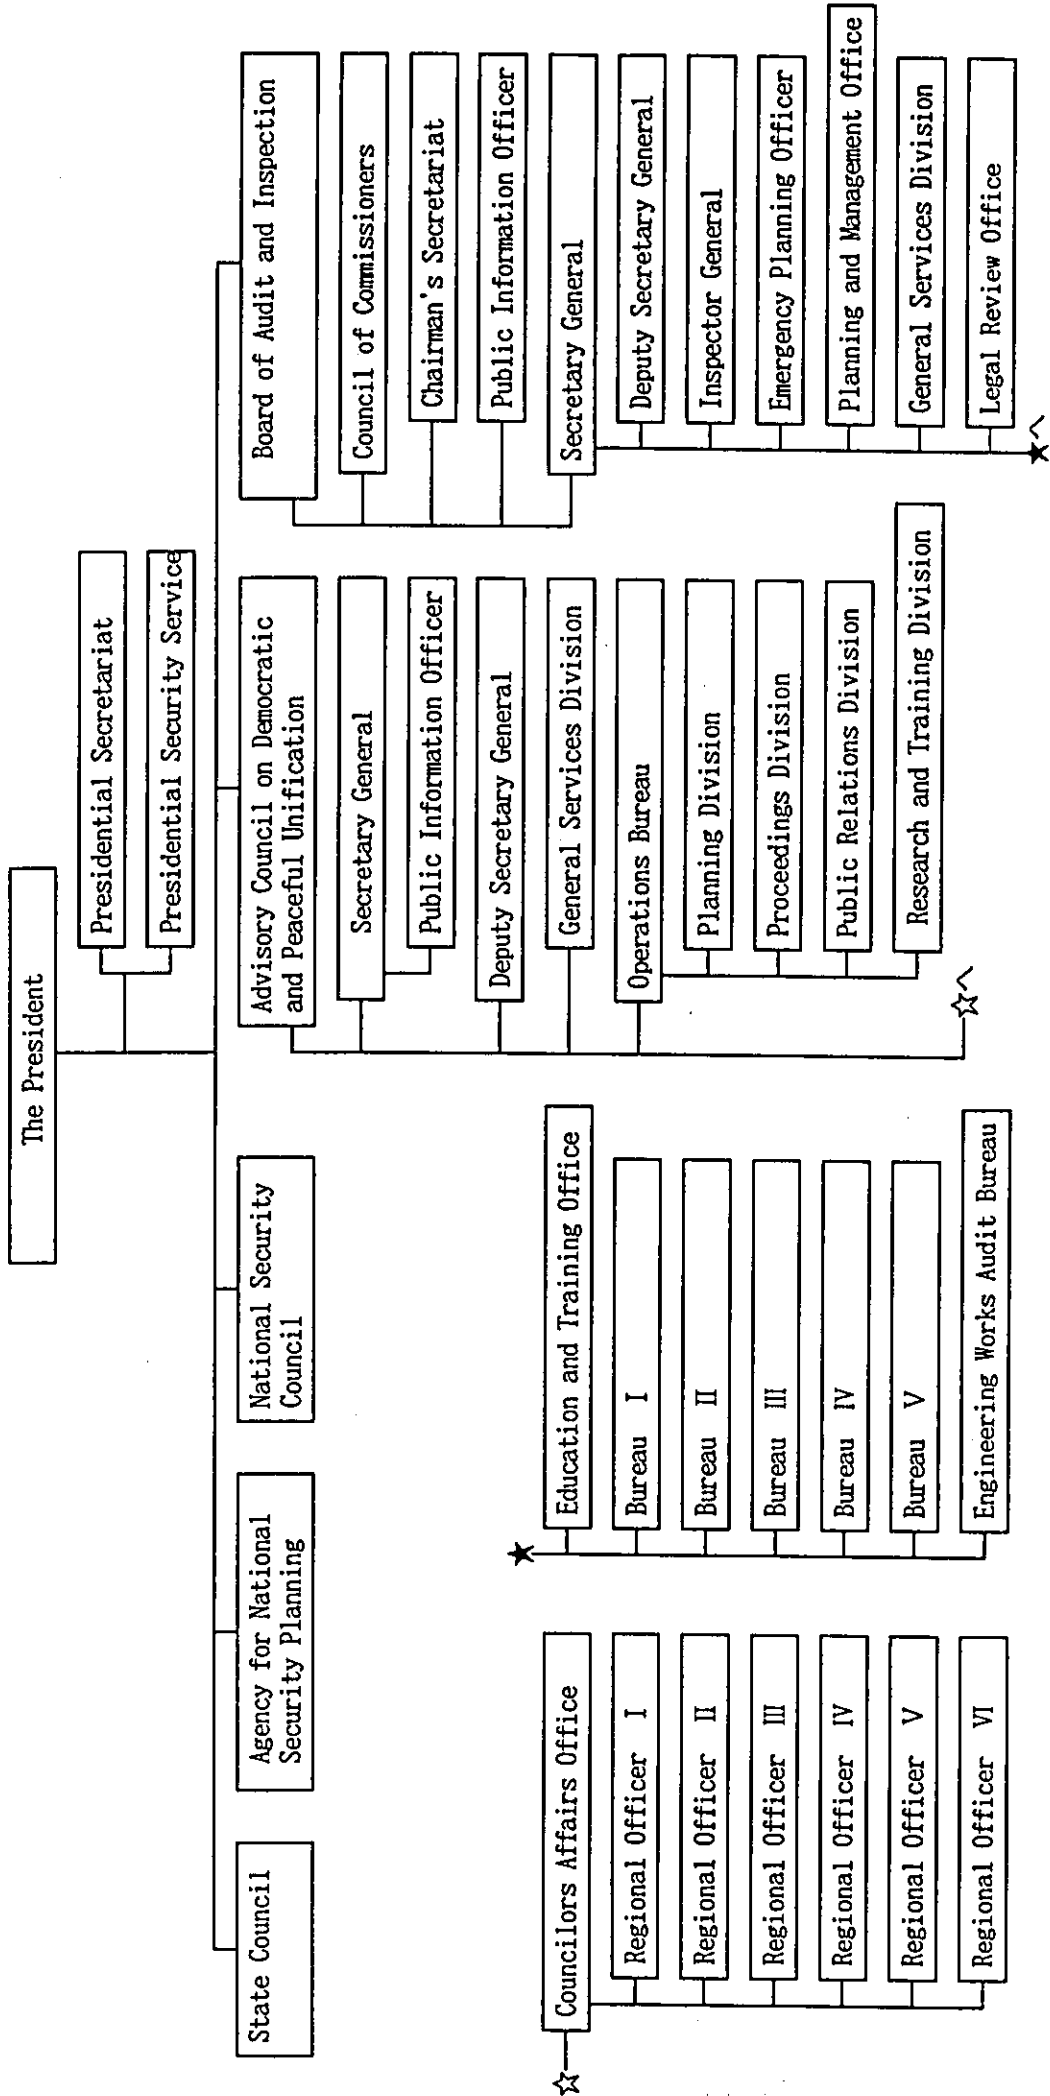 The President
Presidential Secretariat
Presidential Security Service
State Council
Agency for National
Security Planning
National Security
Council
Advisory Council on Democratic
and Peaceful Unification
Secretary General
Public Information Officer
Deputy Secretary General
General Services Division
Operations Bureau
Planning Division
Proceedings Division
Public Relations Division
Research and Training Division
Board of Audit and Inspection
Council of Commissioners
Chairman's Secretariat
Public Information Officer
Secretary General
Deputy Secretary General
Inspector General
Emergency Planning Officer
Planning and Management Office
General Services Division
Legal Review Office
Councilors Affairs Office
Regional Officer I
Regional Officer II
Regional Officer III
Regional Officer IV
Regional Officer V
Regional Officer VI
Education and Training Office
Bureau I
Bureau II
Bureau III
Bureau IV
Bureau V
Engineering Works Audit Bureau